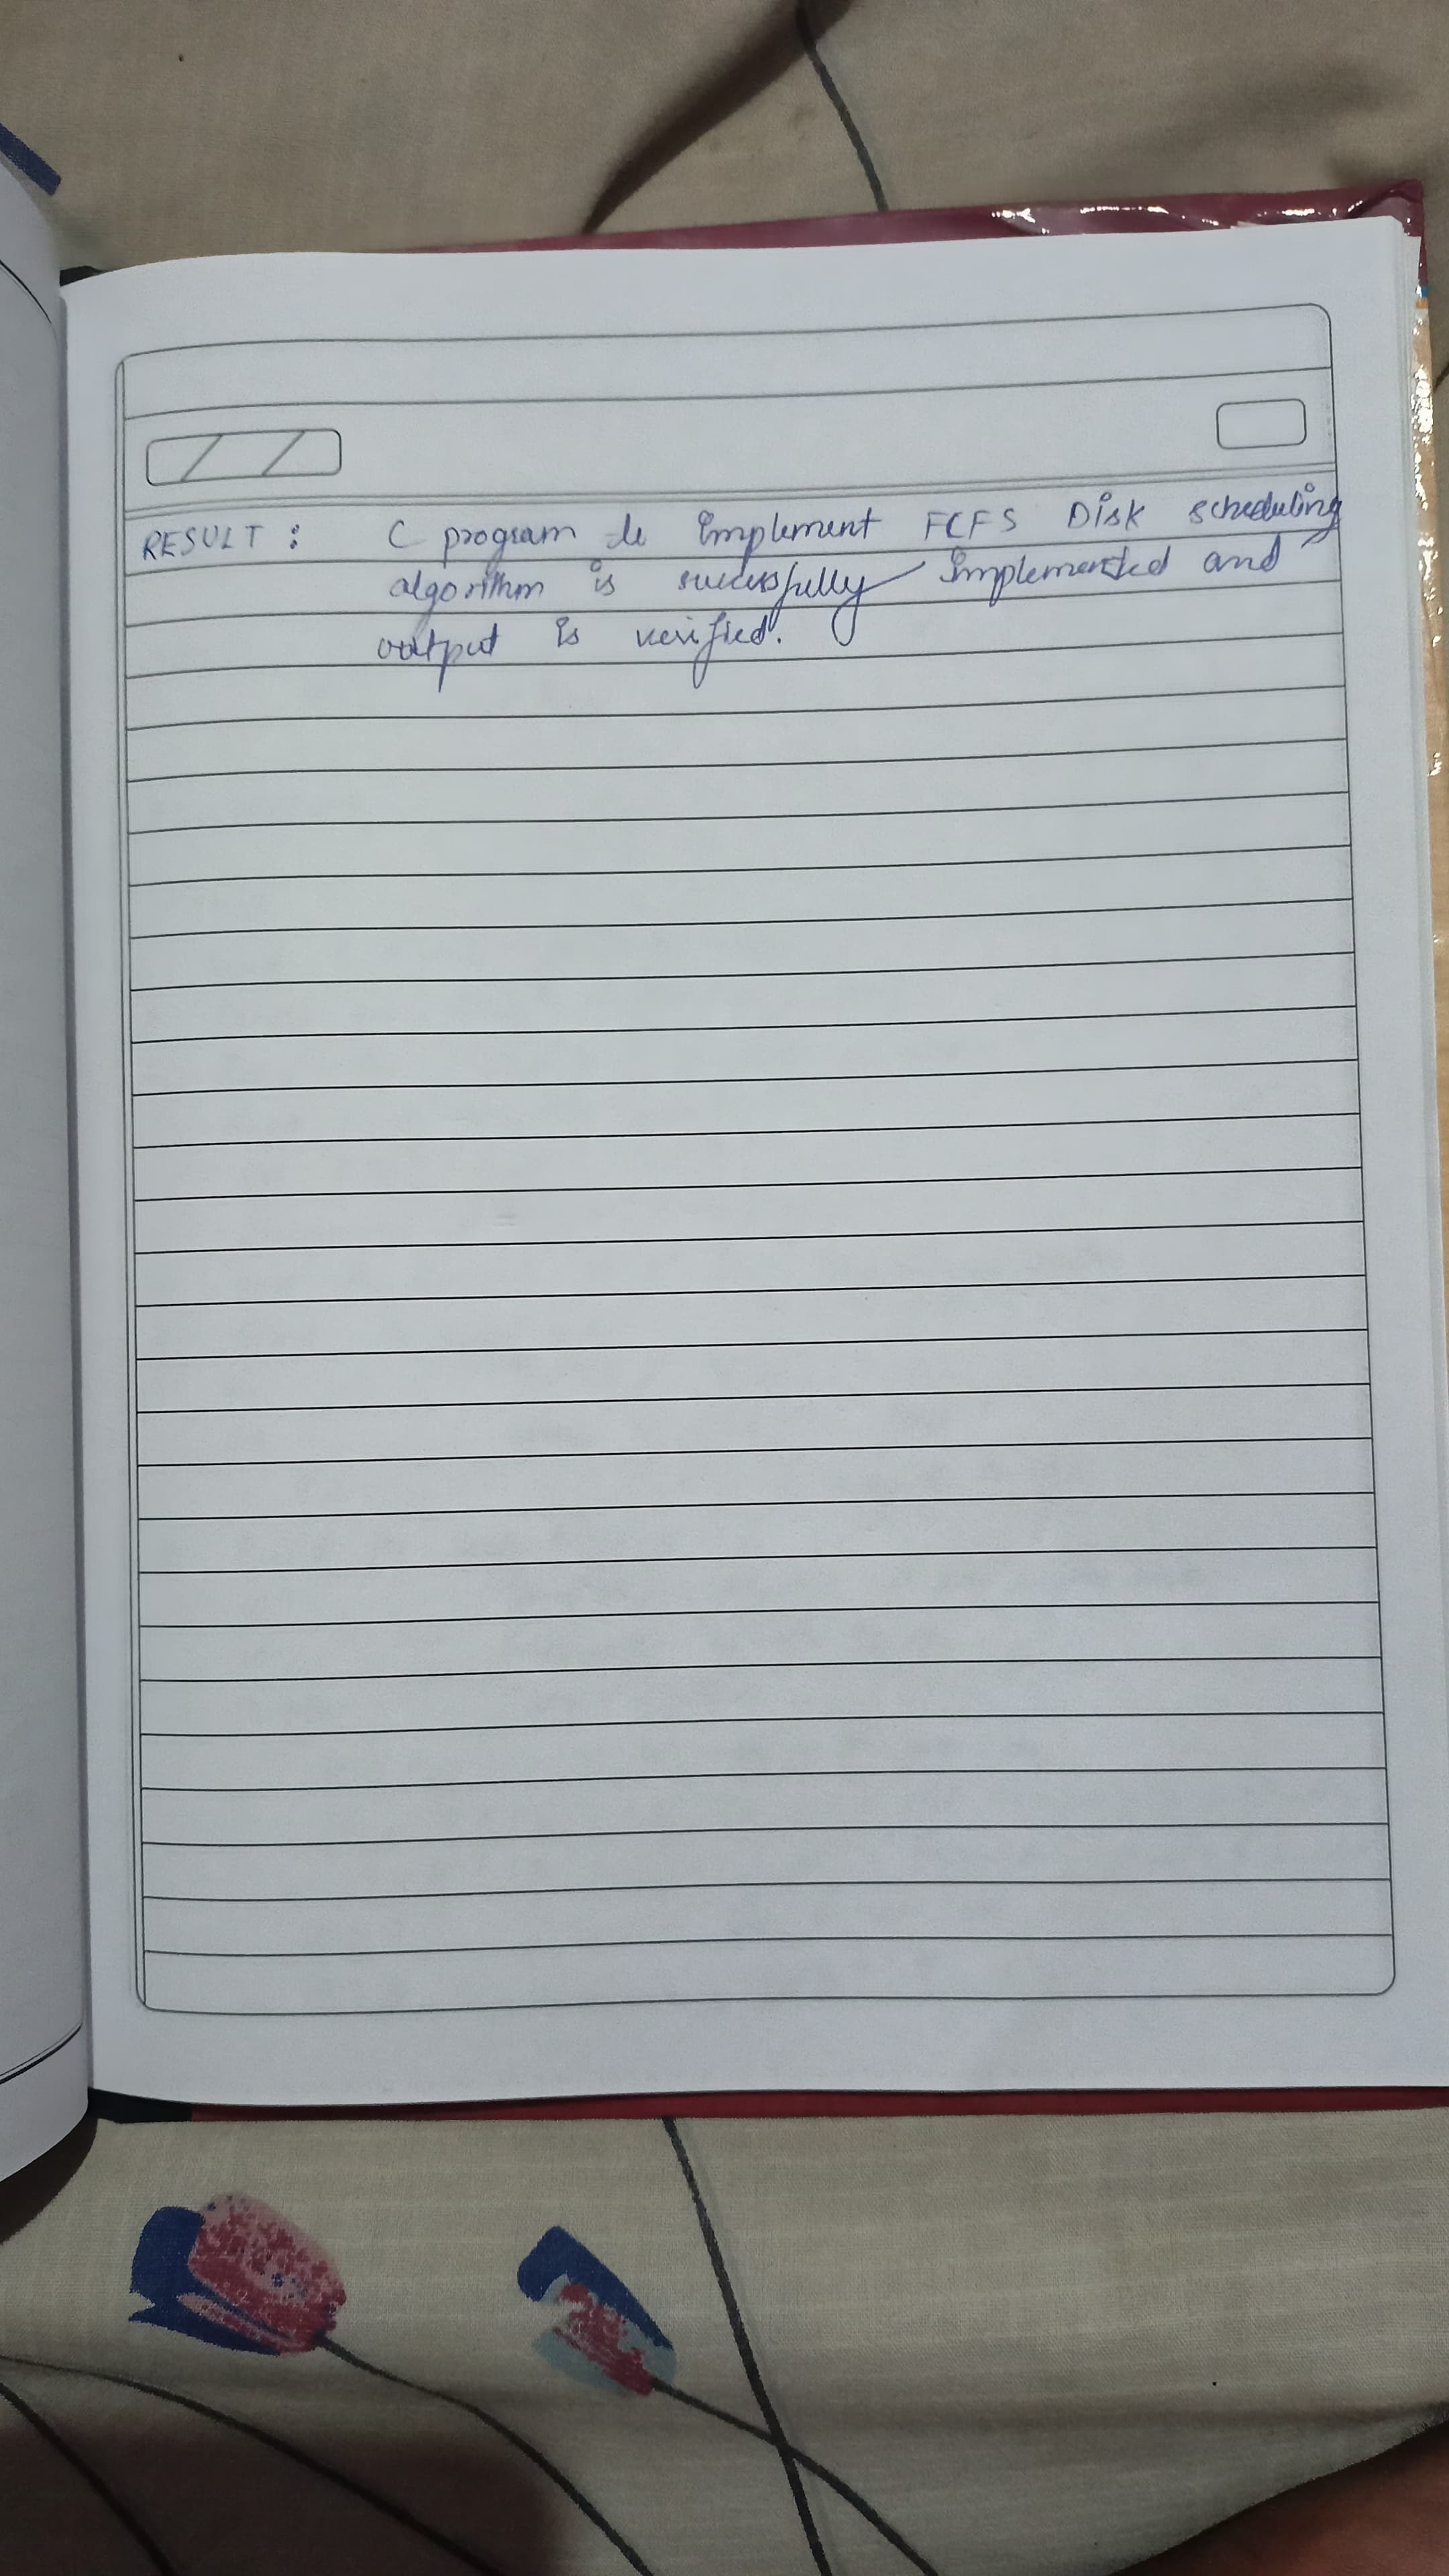 RESULT : C program to implement FCFS Disk scheduling
algorithm is successfully implemented and
output is verified.